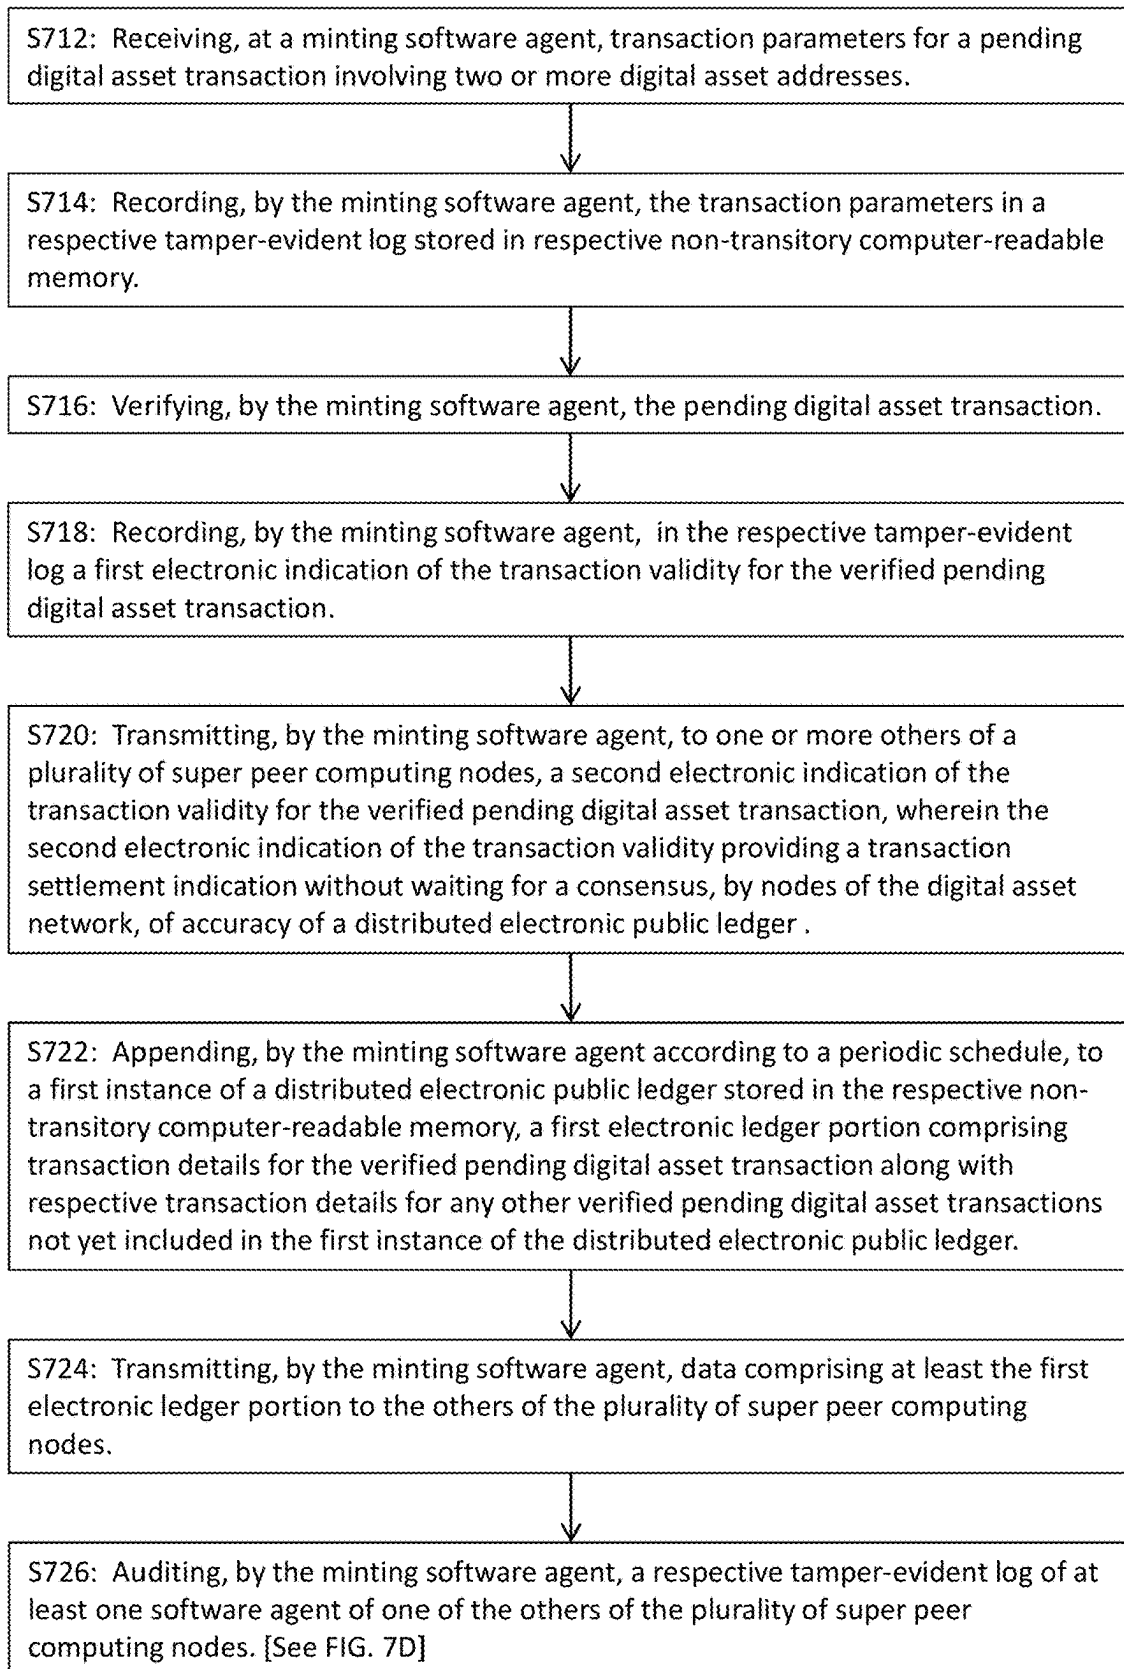 S712: Receiving, at a minting software agent, transaction parameters for a pending
digital asset transaction involving two or more digital asset addresses.
S714: Recording, by the minting software agent, the transaction parameters in a
respective tamper-evident log stored in respective non-transitory computer-readable
memory.
S716: Verifying, by the minting software agent, the pending digital asset transaction.
S718: Recording, by the minting software agent, in the respective tamper-evident
log a first electronic indication of the transaction validity for the verified pending
digital asset transaction.
S720: Transmitting, by the minting software agent, to one or more others of a
plurality of super peer computing nodes, a second electronic indication of the
transaction validity for the verified pending digital asset transaction, wherein the
second electronic indication of the transaction validity providing a transaction
settlement indication without waiting for a consensus, by nodes of the digital asset
network, of accuracy of a distributed electronic public ledger .
S722: Appending, by the minting software agent according to a periodic schedule, to
a first instance of a distributed electronic public ledger stored in the respective non-
transitory computer-readable memory, a first electronic ledger portion comprising
transaction details for the verified pending digital asset transaction along with
respective transaction details for any other verified pending digital asset transactions
not yet included in the first instance of the distributed electronic public ledger.
S724: Transmitting, by the minting software agent, data comprising at least the first
electronic ledger portion to the others of the plurality of super peer computing
nodes.
S726: Auditing, by the minting software agent, a respective tamper-evident log of at
least one software agent of one of the others of the plurality of super peer
computing nodes. [See FIG. 7D]